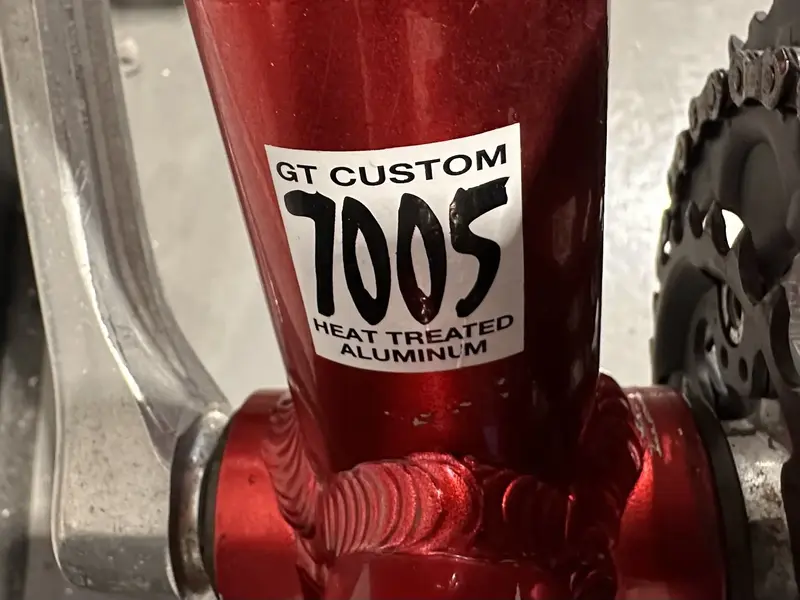 GT CUSTOM
7005
HEAT TREATED
ALUMINUM